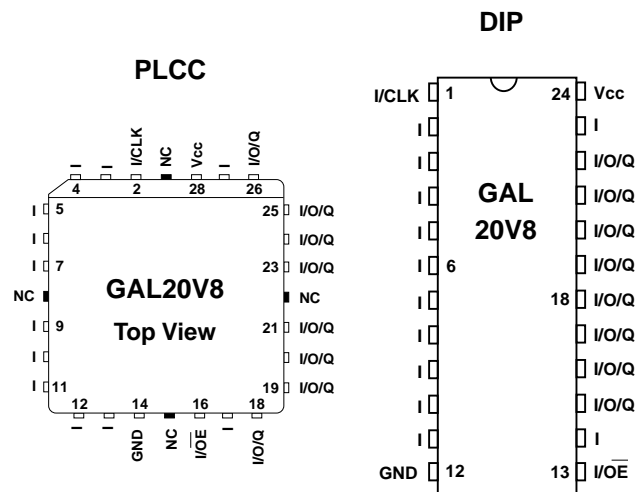 DIP
PLCC
I/CLK 1 24 Vcc
I I
I I/O/Q
I I/O/Q
I I/O/Q
I 6 I/O/Q
I 18 I/O/Q
I I/O/Q
I I/O/Q
I I/O/Q
I I
GND 12 13 I/OE
GAL
20V8
I I I/CLK NC Vcc I I/O/Q
4 2 28 26
I 5 25 I/O/Q
I I/O/Q
I 7 23 I/O/Q
NC NC
GAL20V8
Top View
I 9 21 I/O/Q
I I/O/Q
I 11 19 I/O/Q
12 14 16 18
I I GND NC I/OE I I/O/Q